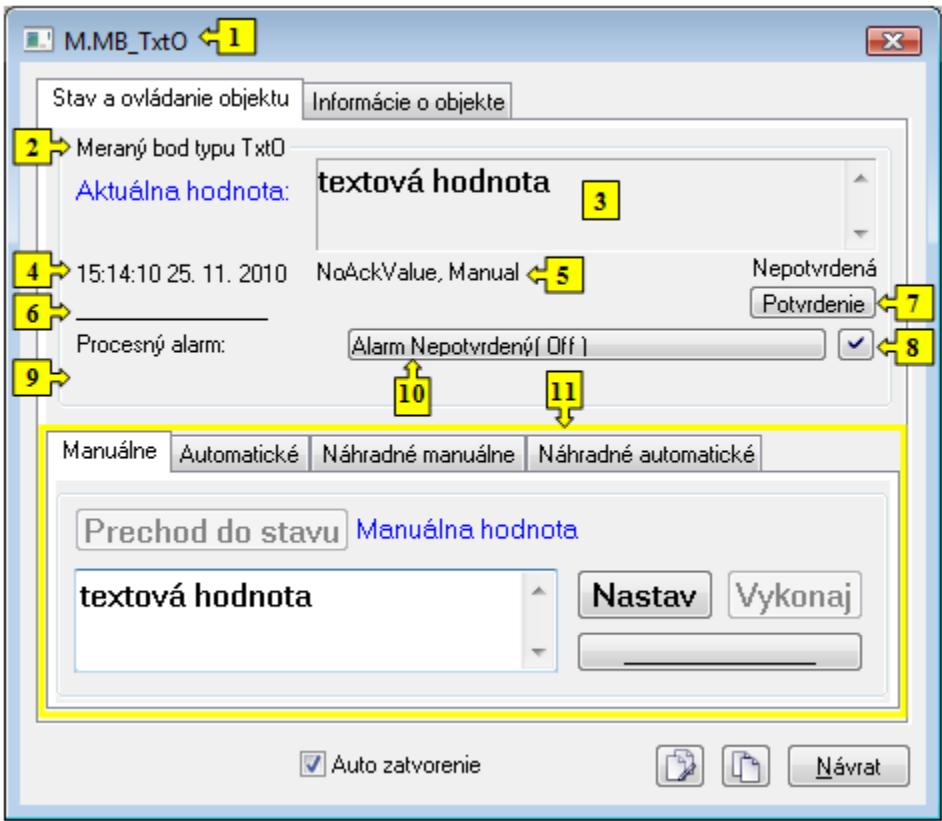 M.MB_TxtO 1
Stav a ovládanie objektu Informácie o objekte
2 Meraný bod typu TxtO
Aktuálna hodnota: textová hodnota 3
4 15:14:10 25. 11. 2010 NoAckValue, Manual 5 Nepotvrdená
6 Potvrdenie 7
Procesný alarm: Alarm Nepotvrdený( Off ) 8
9 10 11
Manuálne Automatické Náhradné manuálne Náhradné automatické
Prechod do stavu Manuálna hodnota
textová hodnota Nastav Vykonaj
Auto zatvorenie Návrat